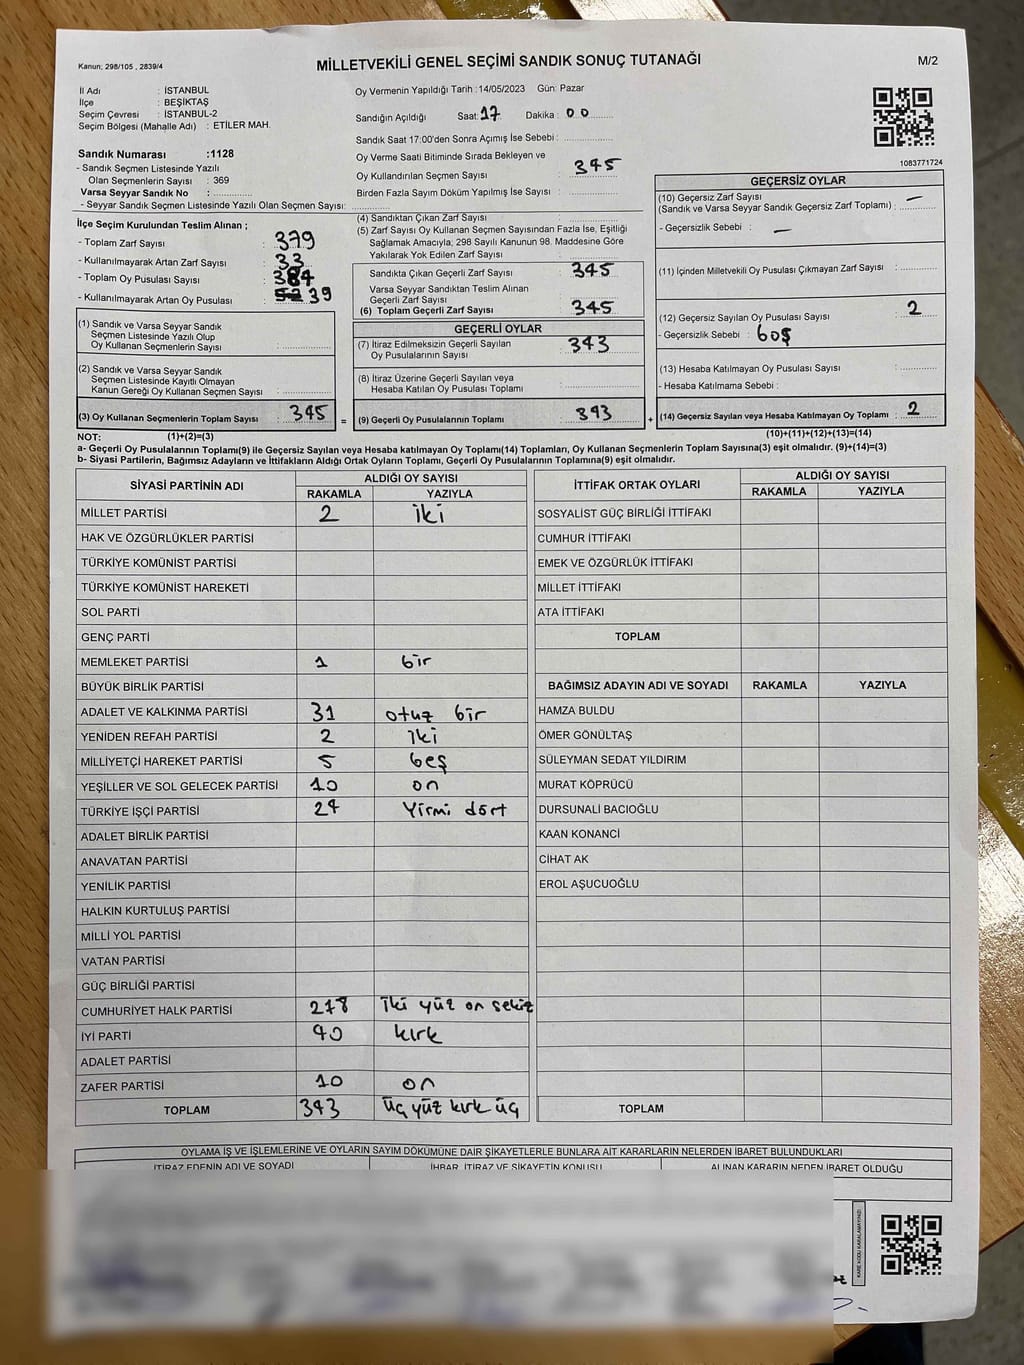 Kanun; 298/105 , 2839/4
MİLLETVEKİLİ GENEL SEÇİMİ SANDIK SONUÇ TUTANAĞI
M/2
İl Adı : İSTANBUL
İlçe : BEŞİKTAŞ
Seçim Çevresi : İSTANBUL-2
Seçim Bölgesi (Mahalle Adı) : ETİLER MAH.
Oy Vermenin Yapıldığı Tarih :14/05/2023 Gün: Pazar
Sandığın Açıldığı Saat: 17 Dakika : 00
Sandık Saat 17:00'den Sonra Açımış İse Sebebi :
Oy Verme Saati Bitiminde Sırada Bekleyen ve
Oy Kullandırılan Seçmen Sayısı : 345
Birden Fazla Sayım Döküm Yapılmış İse Sayısı :
1083771724
Sandık Numarası :1128
- Sandık Seçmen Listesinde Yazılı
Olan Seçmenlerin Sayısı : 369
Varsa Seyyar Sandık No :
- Seyyar Sandık Seçmen Listesinde Yazılı Olan Seçmen Sayısı:
İlçe Seçim Kurulundan Teslim Alınan ;
- Toplam Zarf Sayısı : 379
- Kullanılmayarak Artan Zarf Sayısı : 33
- Toplam Oy Pusulası Sayısı : 384
- Kullanılmayarak Artan Oy Pusulası : 39
(1) Sandık ve Varsa Seyyar Sandık
Seçmen Listesinde Yazılı Olup
Oy Kullanan Seçmenlerin Sayısı :
(2) Sandık ve Varsa Seyyar Sandık
Seçmen Listesinde Kayıtlı Olmayan
Kanun Gereği Oy Kullanan Seçmen Sayısı :
(3) Oy Kullanan Seçmenlerin Toplam Sayısı : 345 =
(4) Sandıktan Çıkan Zarf Sayısı :
(5) Zarf Sayısı Oy Kullanan Seçmen Sayısından Fazla İse, Eşitliği
Sağlamak Amacıyla; 298 Sayılı Kanunun 98. Maddesine Göre
Yakılarak Yok Edilen Zarf Sayısı :
Sandıkta Çıkan Geçerli Zarf Sayısı : 345
Varsa Seyyar Sandıktan Teslim Alınan
Geçerli Zarf Sayısı :
(6) Toplam Geçerli Zarf Sayısı : 345
GEÇERLİ OYLAR
(7) İtiraz Edilmeksizin Geçerli Sayılan
Oy Pusulalarının Sayısı : 343
(8) İtiraz Üzerine Geçerli Sayılan veya
Hesaba Katılan Oy Pusulası Toplamı :
(9) Geçerli Oy Pusulalarının Toplamı : 343 +
GEÇERSİZ OYLAR
(10) Geçersiz Zarf Sayısı
(Sandık ve Varsa Seyyar Sandık Geçersiz Zarf Toplamı) : —
- Geçersizlik Sebebi : —
(11) İçinden Milletvekili Oy Pusulası Çıkmayan Zarf Sayısı :
(12) Geçersiz Sayılan Oy Pusulası Sayısı : 2
- Geçersizlik Sebebi : boş
(13) Hesaba Katılmayan Oy Pusulası Sayısı :
- Hesaba Katılmama Sebebi :
(14) Geçersiz Sayılan veya Hesaba Katılmayan Oy Toplamı : 2
NOT: (1)+(2)=(3) (10)+(11)+(12)+(13)=(14)
a- Geçerli Oy Pusulalarının Toplamı(9) ile Geçersiz Sayılan veya Hesaba katılmayan Oy Toplamı(14) Toplamları, Oy Kullanan Seçmenlerin Toplam Sayısına(3) eşit olmalıdır. (9)+(14)=(3)
b- Siyasi Partilerin, Bağımsız Adayların ve İttifakların Aldığı Ortak Oyların Toplamı, Geçerli Oy Pusulalarının Toplamına(9) eşit olmalıdır.
SİYASİ PARTİNİN ADI ALDIĞI OY SAYISI
RAKAMLA YAZIYLA
MİLLET PARTİSİ 2 iki
HAK VE ÖZGÜRLÜKLER PARTİSİ
TÜRKİYE KOMÜNİST PARTİSİ
TÜRKİYE KOMÜNİST HAREKETİ
SOL PARTİ
GENÇ PARTİ
MEMLEKET PARTİSİ 1 bir
BÜYÜK BİRLİK PARTİSİ
ADALET VE KALKINMA PARTİSİ 31 otuz bir
YENİDEN REFAH PARTİSİ 2 iki
MİLLİYETÇİ HAREKET PARTİSİ 5 beş
YEŞİLLER VE SOL GELECEK PARTİSİ 10 on
TÜRKİYE İŞÇİ PARTİSİ 24 Yirmi dört
ADALET BİRLİK PARTİSİ
ANAVATAN PARTİSİ
YENİLİK PARTİSİ
HALKIN KURTULUŞ PARTİSİ
MİLLİ YOL PARTİSİ
VATAN PARTİSİ
GÜÇ BİRLİĞİ PARTİSİ
CUMHURİYET HALK PARTİSİ 218 iki yüz on sekiz
İYİ PARTİ 40 kırk
ADALET PARTİSİ
ZAFER PARTİSİ 10 on
TOPLAM 343 üç yüz kırk üç
İTTİFAK ORTAK OYLARI ALDIĞI OY SAYISI
RAKAMLA YAZIYLA
SOSYALİST GÜÇ BİRLİĞİ İTTİFAKI
CUMHUR İTTİFAKI
EMEK VE ÖZGÜRLÜK İTTİFAKI
MİLLET İTTİFAKI
ATA İTTİFAKI
TOPLAM
BAĞIMSIZ ADAYIN ADI VE SOYADI RAKAMLA YAZIYLA
HAMZA BULDU
ÖMER GÖNÜLTAŞ
SÜLEYMAN SEDAT YILDIRIM
MURAT KÖPRÜCÜ
DURSUNALİ BACIOĞLU
KAAN KONANCİ
CİHAT AK
EROL AŞUCUOĞLU
TOPLAM
OYLAMA İŞ VE İŞLEMLERİNE VE OYLARIN SAYIM DÖKÜMÜNE DAİR ŞİKAYETLERLE BUNLARA AİT KARARLARIN NELERDEN İBARET BULUNDUKLARI
İTİRAZ EDENİN ADI VE SOYADI İHBAR, İTİRAZ VE ŞİKAYETİN KONUSU ALINAN KARARIN NEDEN İBARET OLDUĞU
KARE KODU KARALAMAYINIZ!